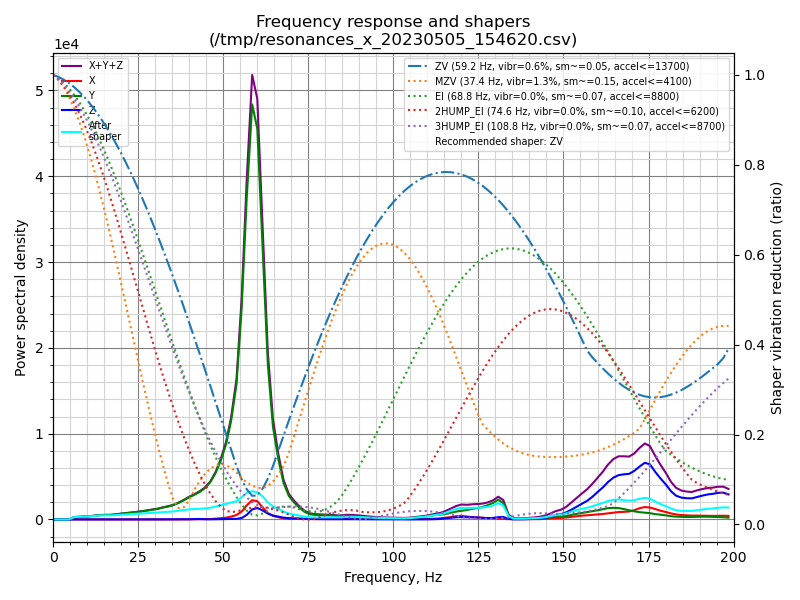 Frequency response and shapers
(/tmp/resonances_x_20230505_154620.csv)
1e4
X+Y+Z
X
Y
Z
After
shaper
ZV (59.2 Hz, vibr=0.6%, sm~=0.05, accel<=13700)
MZV (37.4 Hz, vibr=1.3%, sm~=0.15, accel<=4100)
EI (68.8 Hz, vibr=0.0%, sm~=0.07, accel<=8800)
2HUMP_EI (74.6 Hz, vibr=0.0%, sm~=0.10, accel<=6200)
3HUMP_EI (108.8 Hz, vibr=0.0%, sm~=0.07, accel<=8700)
Recommended shaper: ZV
Power spectral density
5
4
3
2
1
0
1.0
0.8
0.6
0.4
0.2
0.0
Shaper vibration reduction (ratio)
0 25 50 75 100 125 150 175 200
Frequency, Hz